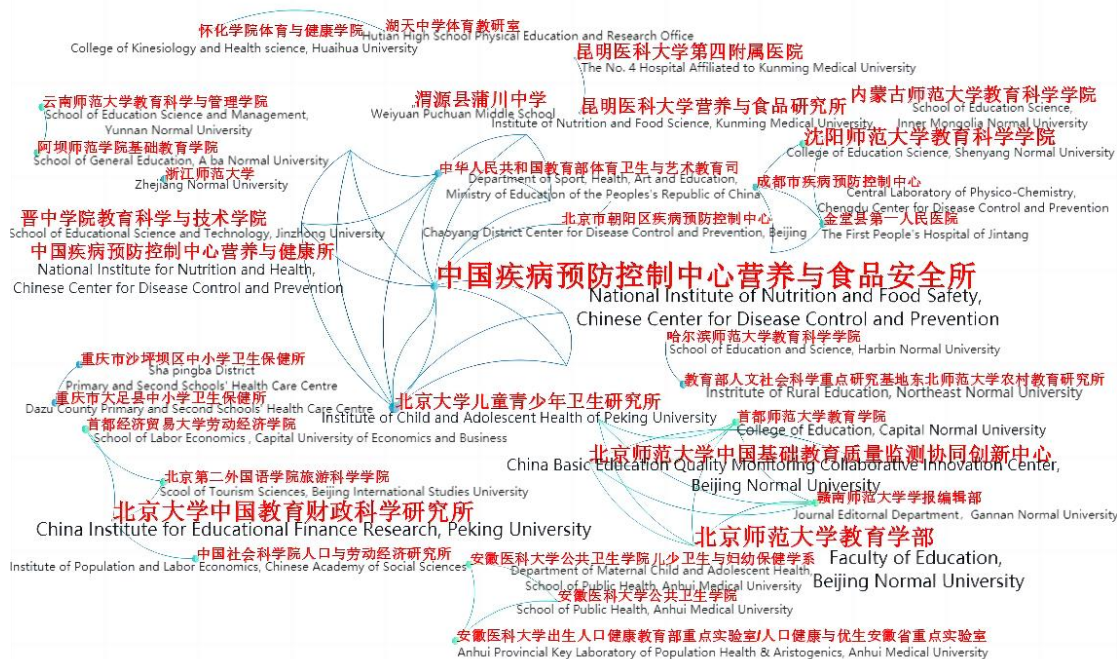 怀化学院体育与健康学院
College of Kinesiology and Health science, Huaihua University
湖天中学体育教研室
Hutian High School Physical Education and Research Office
昆明医科大学第四附属医院
The No. 4 Hospital Affiliated to Kunming Medical University
云南师范大学教育科学与管理学院
School of Education Science and Management,
Yunnan Normal University
渭源县蒲川中学
Weiyuan Puchuan Middle School
昆明医科大学营养与食品研究所
Institute of Nutrition and Food Science, Kunming Medical University
内蒙古师范大学教育科学学院
School of Education Science,
Inner Mongolia Normal University
沈阳师范大学教育科学学院
College of Education Science, Shenyang Normal University
阿坝师范学院基础教育学院
School of General Education, A ba Normal University
浙江师范大学
Zhejiang Normal University
中华人民共和国教育部体育卫生与艺术教育司
Department of Sport, Health, Art and Education,
Ministry of Education of the Peoples's Republic of China
成都市疾病预防控制中心
Central Laboratory of Physico-Chemistry,
Chengdu Center for Disease Control and Prevention
晋中学院教育科学与技术学院
School of Educational Science and Technology, Jinzhong University
北京市朝阳区疾病预防控制中心
Chaoyang District Center for Disease Control and Prevention, Beijing
金堂县第一人民医院
The First People's Hospital of Jintang
中国疾病预防控制中心营养与健康所
National Institute for Nutrition and Health,
Chinese Center for Disease Control and Prevention
中国疾病预防控制中心营养与食品安全所
National Institute of Nutrition and Food Safety,
Chinese Center for Disease Control and Prevention
哈尔滨师范大学教育科学学院
School of Education and Science, Harbin Normal University
重庆市沙坪坝区中小学卫生保健所
Sha pingba District
Primary and Second Schools' Health Care Centre
教育部人文社会科学重点研究基地东北师范大学农村教育研究所
Institute of Rural Education, Northeast Normal University
重庆市大足县中小学卫生保健所
Dazu County Primary and Second Schools' Health Care Centre
北京大学儿童青少年卫生研究所
Institute of Child and Adolescent Health of Peking University
首都经济贸易大学劳动经济学院
School of Labor Economics , Capital University of Economics and Business
首都师范大学教育学院
College of Education, Capital Normal University
北京师范大学中国基础教育质量监测协同创新中心
China Basic Education Quality Monitoring Collaborative Innovation Center,
Beijing Normal University
北京第二外国语学院旅游科学学院
Scool of Tourism Sciences, Beijing International Studies University
赣南师范大学学报编辑部
Journal Editornal Department, Gannan Normal University
北京大学中国教育财政科学研究所
China Institute for Educational Finance Research, Peking University
北京师范大学教育学部
Faculty of Education,
Beijing Normal University
中国社会科学院人口与劳动经济研究所
Institute of Population and Labor Economics, Chinese Academy of Social Sciences
安徽医科大学公共卫生学院儿少卫生与妇幼保健学系
Department of Maternal Child and Adolescent Health,
School of Public Health, Anhui Medical University
安徽医科大学公共卫生学院
School of Public Health, Anhui Medical University
安徽医科大学出生人口健康教育部重点实验室/人口健康与优生安徽省重点实验室
Anhui Provincial Key Laboratory of Population Health & Aristogenics, Anhui Medical University